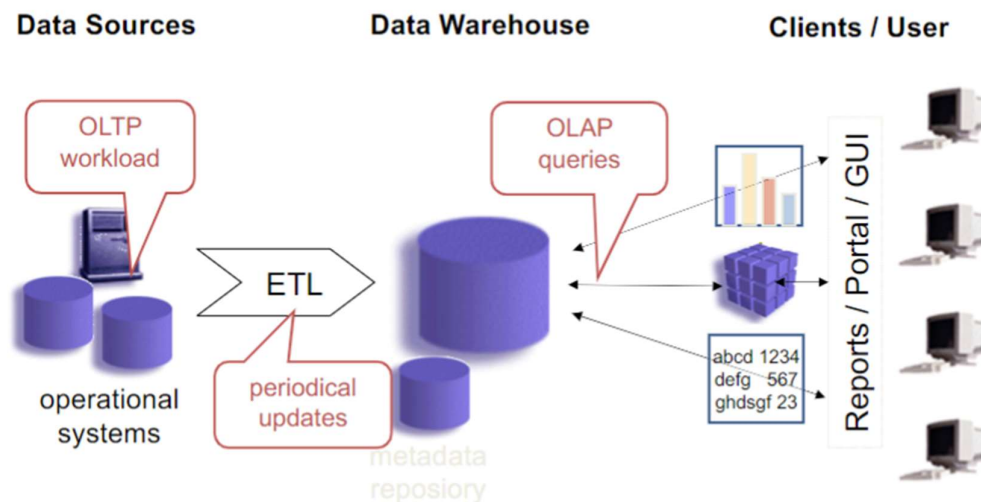 Data Sources
Data Warehouse
Clients / User
OLTP
workload
OLAP
queries
ETL
periodical
updates
operational
systems
metadata
reposiory
abcd 1234
defg 567
ghdsgf 23
Reports / Portal / GUI